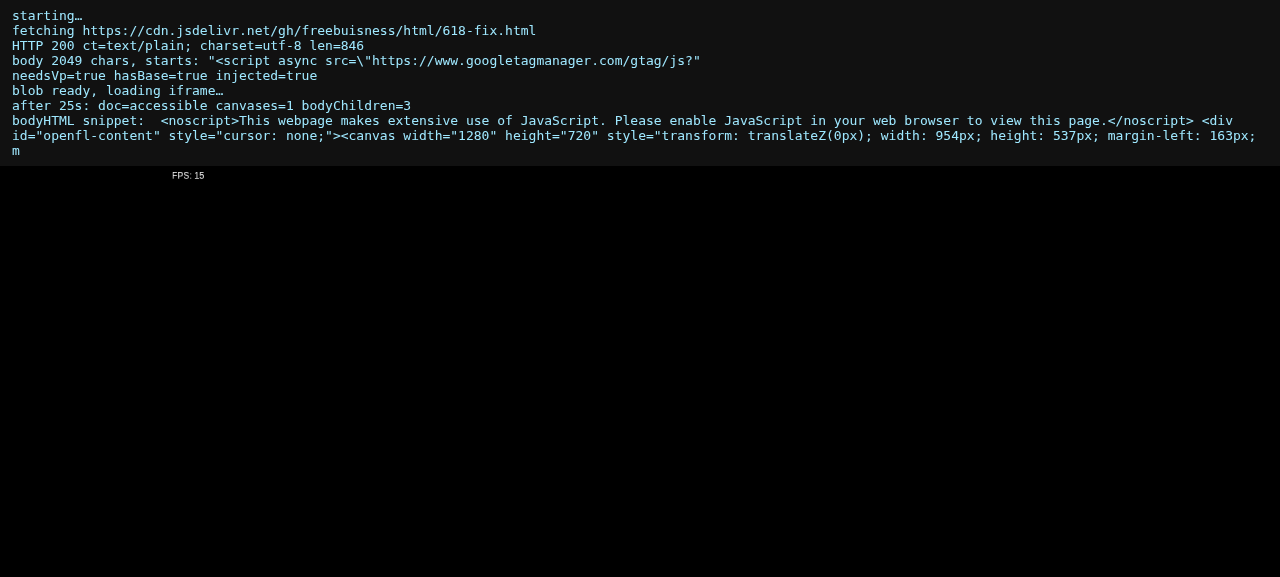 starting…
fetching https://cdn.jsdelivr.net/gh/freebuisness/html/618-fix.html
HTTP 200 ct=text/plain; charset=utf-8 len=846
body 2049 chars, starts: "<script async src=\"https://www.googletagmanager.com/gtag/js?"
needsVp=true hasBase=true injected=true
blob ready, loading iframe…
after 25s: doc=accessible canvases=1 bodyChildren=3
bodyHTML snippet:  <noscript>This webpage makes extensive use of JavaScript. Please enable JavaScript in your web browser to view this page.</noscript> <div
id="openfl-content" style="cursor: none;"><canvas width="1280" height="720" style="transform: translateZ(0px); width: 954px; height: 537px; margin-left: 163px;
m
FPS: 15